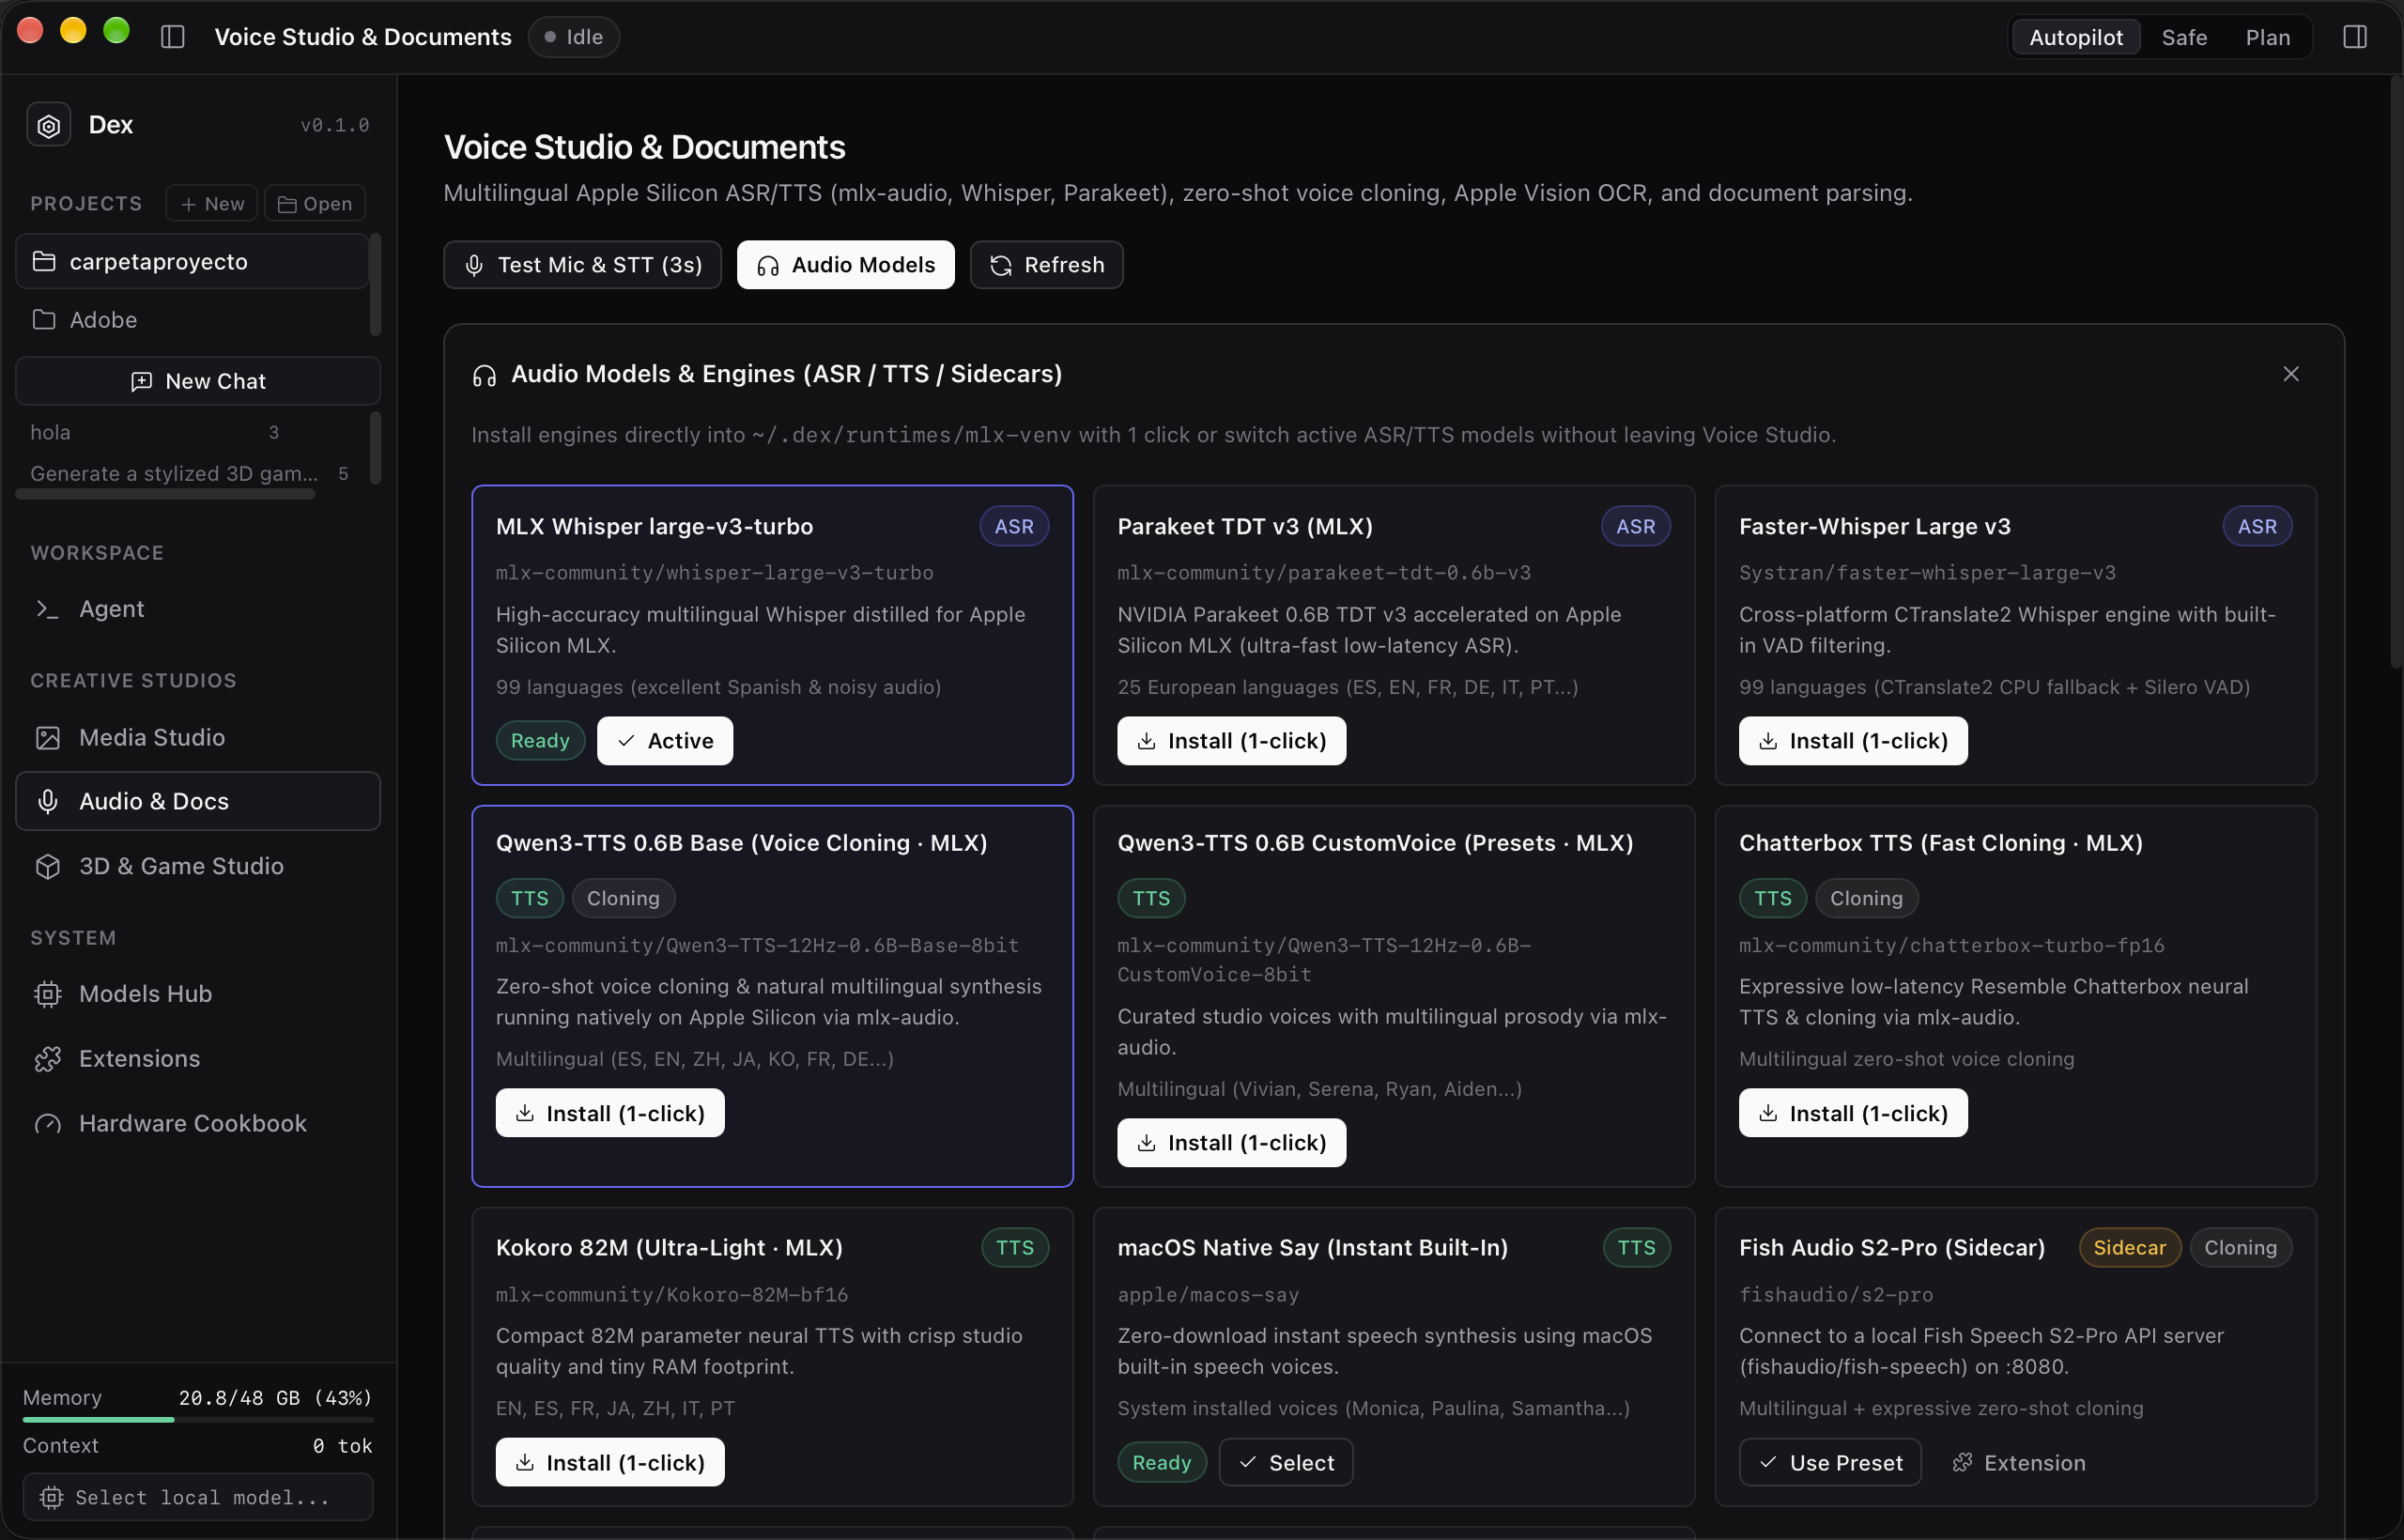 Voice Studio & Documents
Idle
Autopilot
Safe
Plan
Dex
v0.1.0
PROJECTS
New
Open
carpetaproyecto
Adobe
New Chat
hola 3
Generate a stylized 3D gam... 5
WORKSPACE
Agent
CREATIVE STUDIOS
Media Studio
Audio & Docs
3D & Game Studio
SYSTEM
Models Hub
Extensions
Hardware Cookbook
Memory 20.8/48 GB (43%)
Context 0 tok
Select local model...
Voice Studio & Documents
Multilingual Apple Silicon ASR/TTS (mlx-audio, Whisper, Parakeet), zero-shot voice cloning, Apple Vision OCR, and document parsing.
Test Mic & STT (3s)
Audio Models
Refresh
Audio Models & Engines (ASR / TTS / Sidecars)
Install engines directly into ~/.dex/runtimes/mlx-venv with 1 click or switch active ASR/TTS models without leaving Voice Studio.
MLX Whisper large-v3-turbo
ASR
mlx-community/whisper-large-v3-turbo
High-accuracy multilingual Whisper distilled for Apple
Silicon MLX.
99 languages (excellent Spanish & noisy audio)
Ready
Active
Parakeet TDT v3 (MLX)
ASR
mlx-community/parakeet-tdt-0.6b-v3
NVIDIA Parakeet 0.6B TDT v3 accelerated on Apple
Silicon MLX (ultra-fast low-latency ASR).
25 European languages (ES, EN, FR, DE, IT, PT...)
Install (1-click)
Faster-Whisper Large v3
ASR
Systran/faster-whisper-large-v3
Cross-platform CTranslate2 Whisper engine with built-
in VAD filtering.
99 languages (CTranslate2 CPU fallback + Silero VAD)
Install (1-click)
Qwen3-TTS 0.6B Base (Voice Cloning · MLX)
TTS
Cloning
mlx-community/Qwen3-TTS-12Hz-0.6B-Base-8bit
Zero-shot voice cloning & natural multilingual synthesis
running natively on Apple Silicon via mlx-audio.
Multilingual (ES, EN, ZH, JA, KO, FR, DE...)
Install (1-click)
Qwen3-TTS 0.6B CustomVoice (Presets · MLX)
TTS
mlx-community/Qwen3-TTS-12Hz-0.6B-
CustomVoice-8bit
Curated studio voices with multilingual prosody via mlx-
audio.
Multilingual (Vivian, Serena, Ryan, Aiden...)
Install (1-click)
Chatterbox TTS (Fast Cloning · MLX)
TTS
Cloning
mlx-community/chatterbox-turbo-fp16
Expressive low-latency Resemble Chatterbox neural
TTS & cloning via mlx-audio.
Multilingual zero-shot voice cloning
Install (1-click)
Kokoro 82M (Ultra-Light · MLX)
TTS
mlx-community/Kokoro-82M-bf16
Compact 82M parameter neural TTS with crisp studio
quality and tiny RAM footprint.
EN, ES, FR, JA, ZH, IT, PT
Install (1-click)
macOS Native Say (Instant Built-In)
TTS
apple/macos-say
Zero-download instant speech synthesis using macOS
built-in speech voices.
System installed voices (Monica, Paulina, Samantha...)
Ready
Select
Fish Audio S2-Pro (Sidecar)
Sidecar
Cloning
fishaudio/s2-pro
Connect to a local Fish Speech S2-Pro API server
(fishaudio/fish-speech) on :8080.
Multilingual + expressive zero-shot cloning
Use Preset
Extension